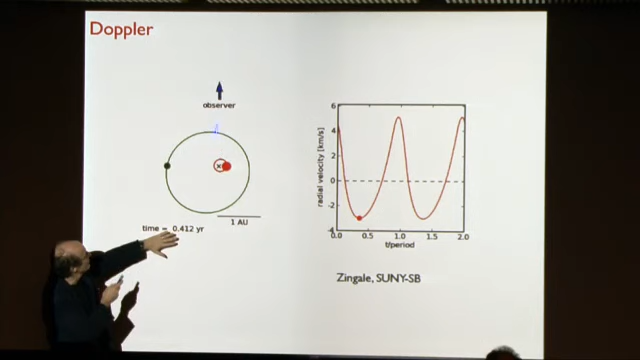 Doppler
observer
1 AU
time = 0.412 yr
radial velocity [km/s]
6
4
2
0
-2
-4
0.0 0.5 1.0 1.5 2.0
t/period
Zingale, SUNY-SB